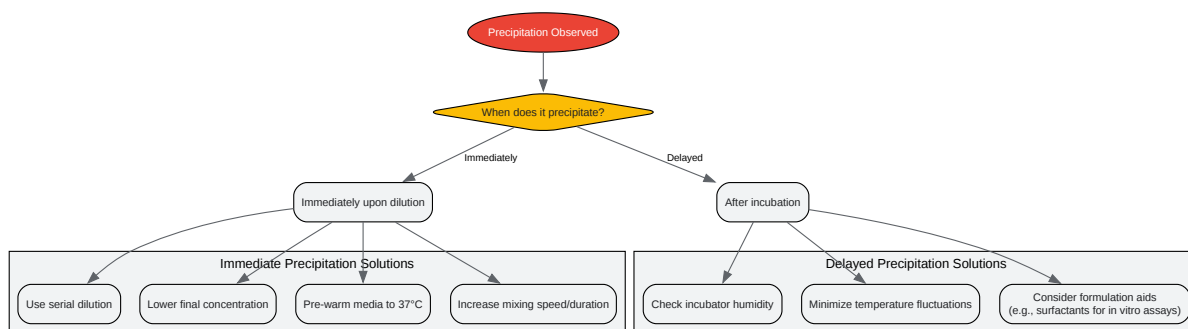 Precipitation Observed
When does it precipitate?
Immediately
Delayed
Immediately upon dilution
After incubation
Immediate Precipitation Solutions
Delayed Precipitation Solutions
Use serial dilution
Lower final concentration
Pre-warm media to 37°C
Increase mixing speed/duration
Check incubator humidity
Minimize temperature fluctuations
Consider formulation aids
(e.g., surfactants for in vitro assays)